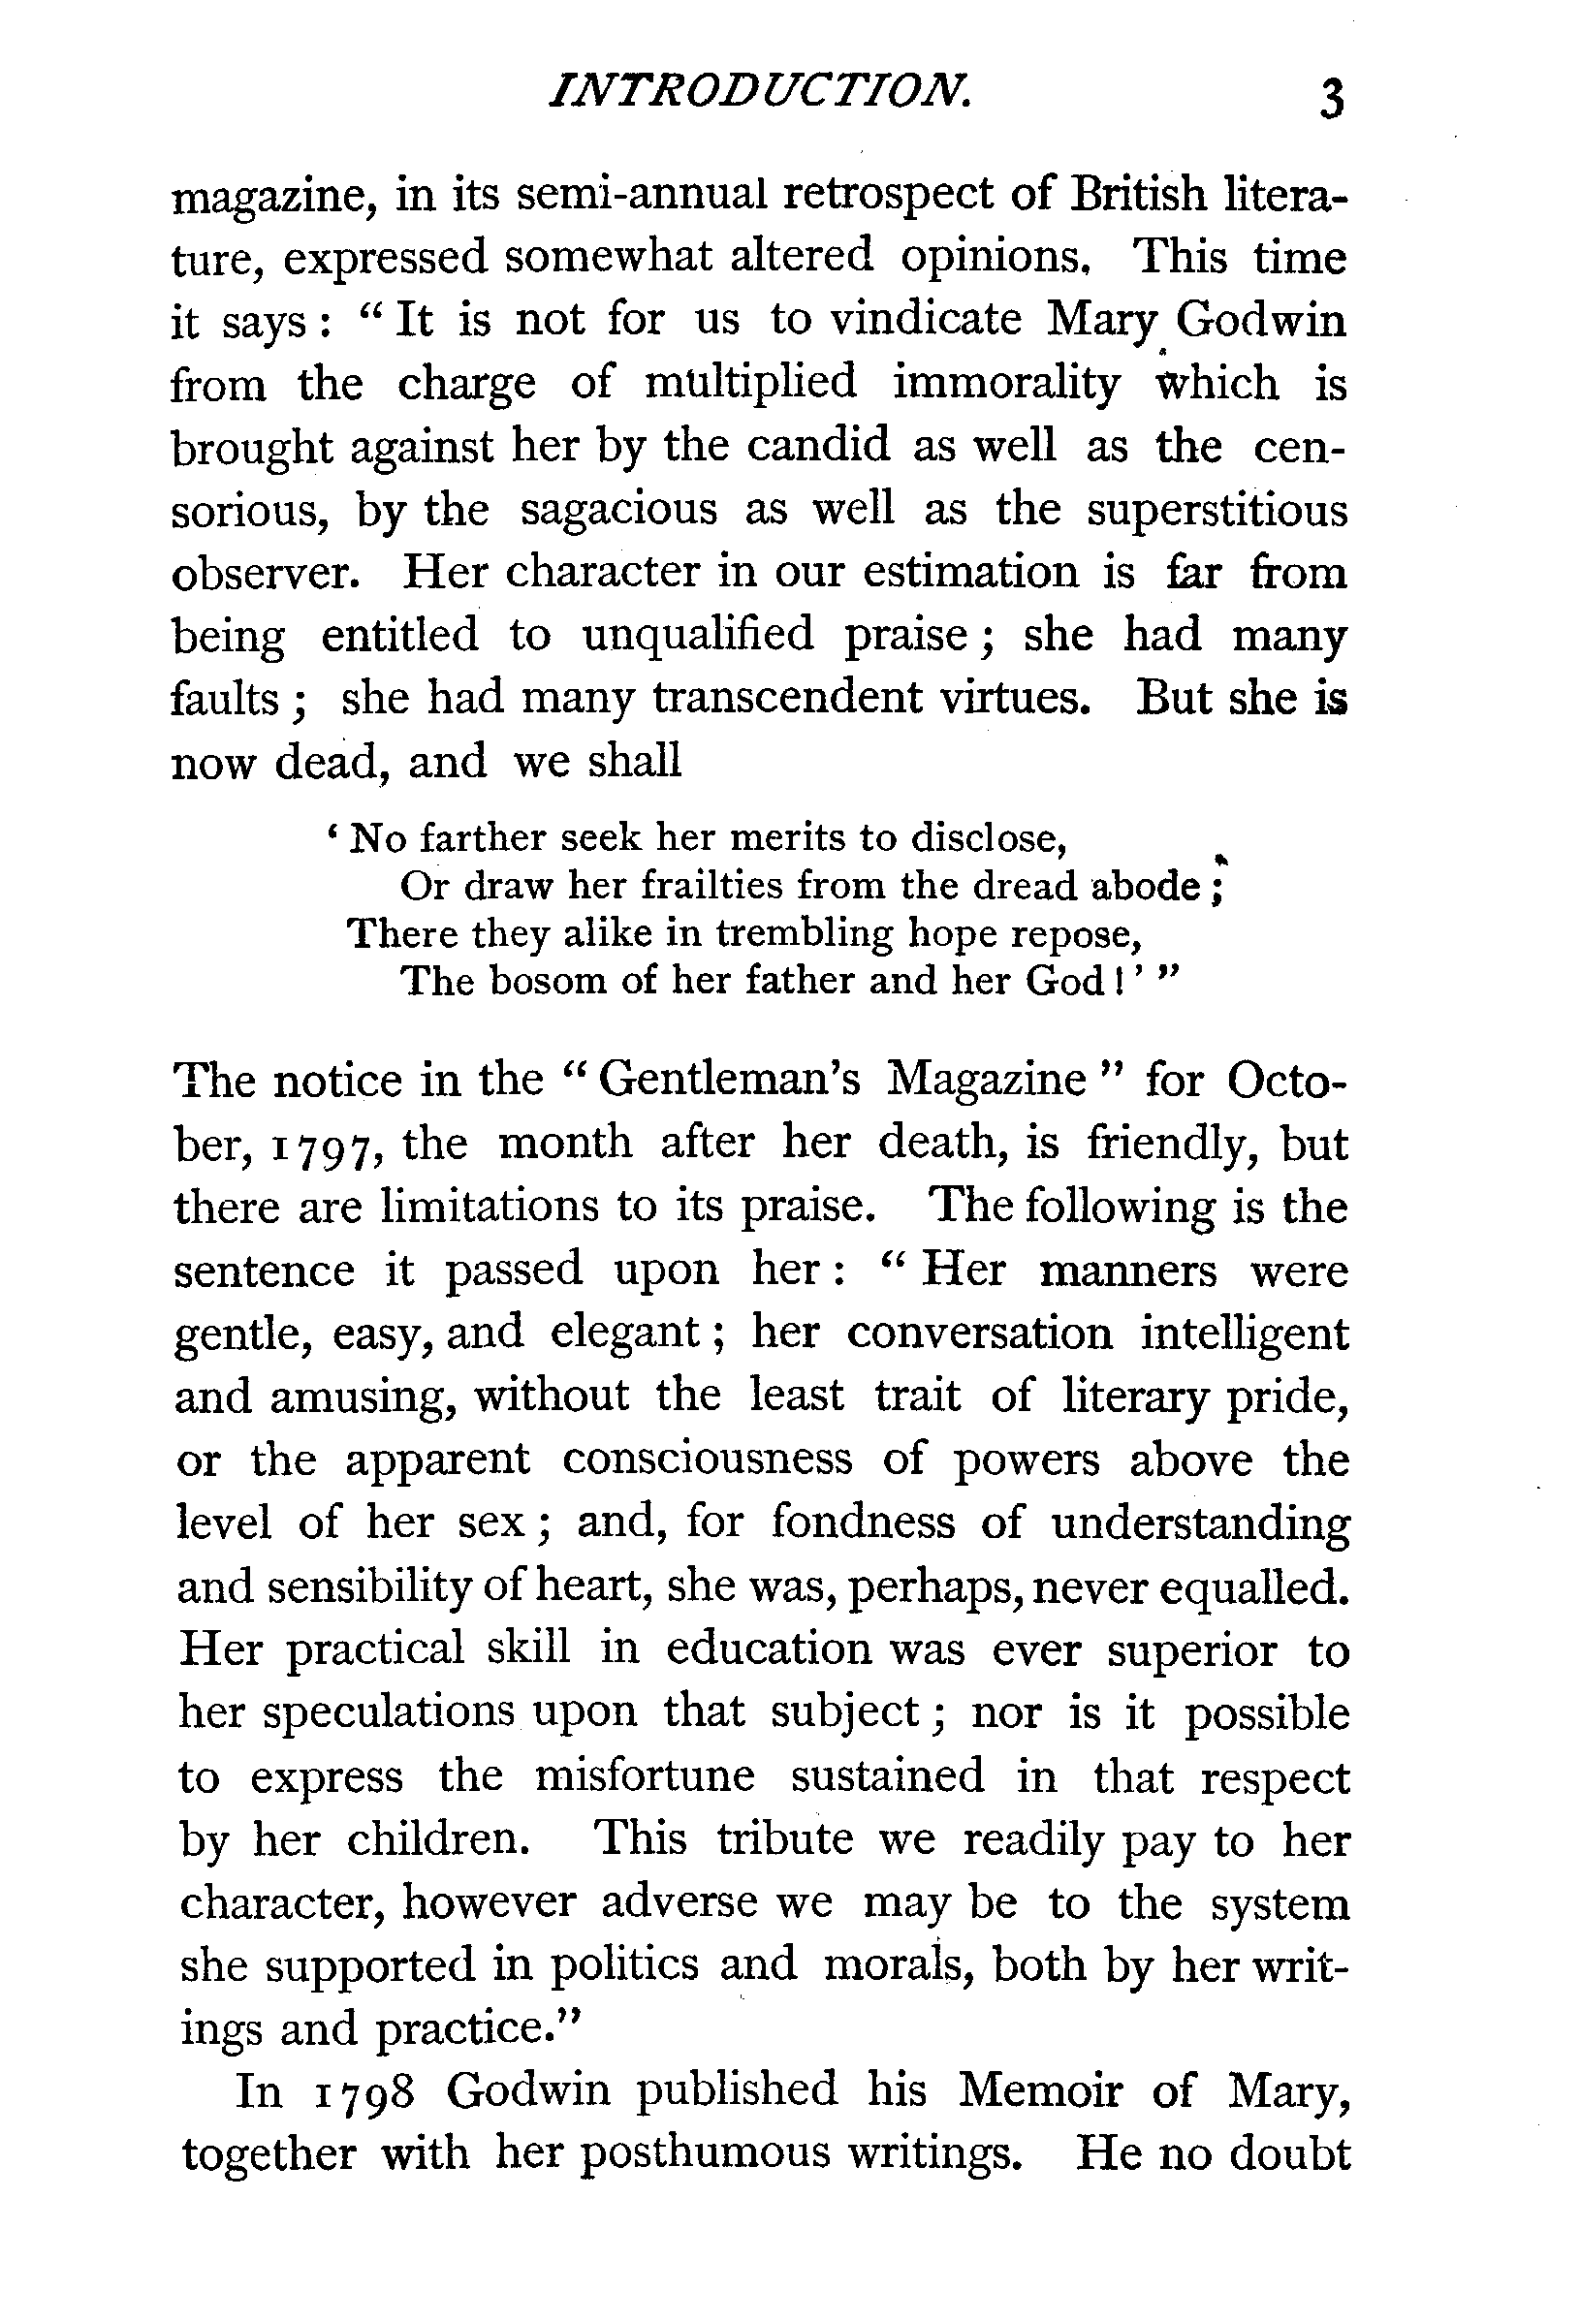 INTRODUCTION. 3
magazine, in its semi-annual retrospect of British litera-
ture, expressed somewhat altered opinions. This time
it says: "It is not for us to vindicate Mary Godwin
from the charge of multiplied immorality which is
brought against her by the candid as well as the cen-
sorious, by the sagacious as well as the superstitious
observer. Her character in our estimation is far from
being entitled to unqualified praise; she had many
faults; she had many transcendent virtues. But she is
now dead, and we shall
'No farther seek her merits to disclose,
Or draw her frailties from the dread abode;
There they alike in trembling hope repose,
The bosom of her father and her God!'"
The notice in the "Gentleman's Magazine" for Octo-
ber, 1797, the month after her death, is friendly, but
there are limitations to its praise. The following is the
sentence it passed upon her: "Her manners were
gentle, easy, and elegant; her conversation intelligent
and amusing, without the least trait of literary pride,
or the apparent consciousness of powers above the
level of her sex; and, for fondness of understanding
and sensibility of heart, she was, perhaps, never equalled.
Her practical skill in education was ever superior to
her speculations upon that subject; nor is it possible
to express the misfortune sustained in that respect
by her children. This tribute we readily pay to her
character, however adverse we may be to the system
she supported in politics and morals, both by her writ-
ings and practice."
In 1798 Godwin published his Memoir of Mary,
together with her posthumous writings. He no doubt